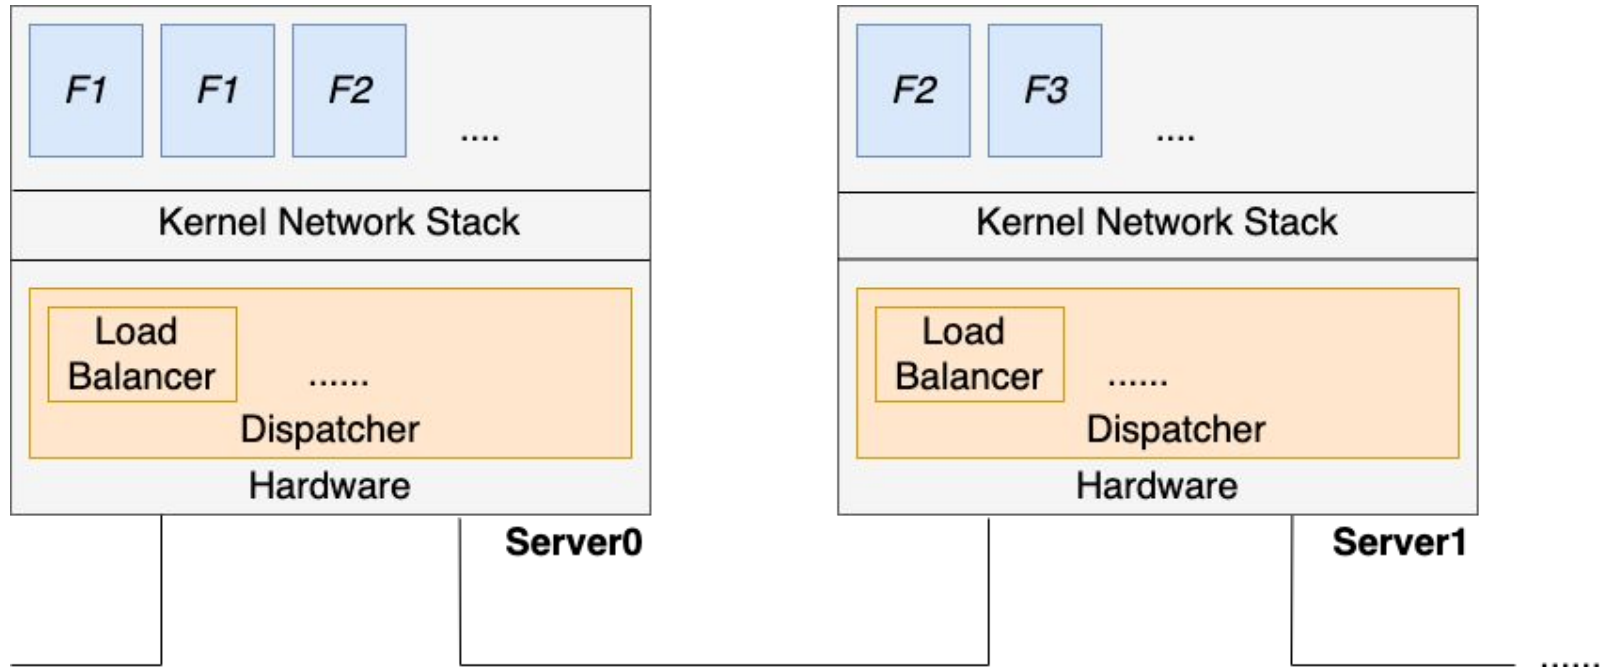 F1 F1 F2 ....
Kernel Network Stack
Load
Balancer ......
Dispatcher
Hardware
Server0
F2 F3 ....
Kernel Network Stack
Load
Balancer ......
Dispatcher
Hardware
Server1
......